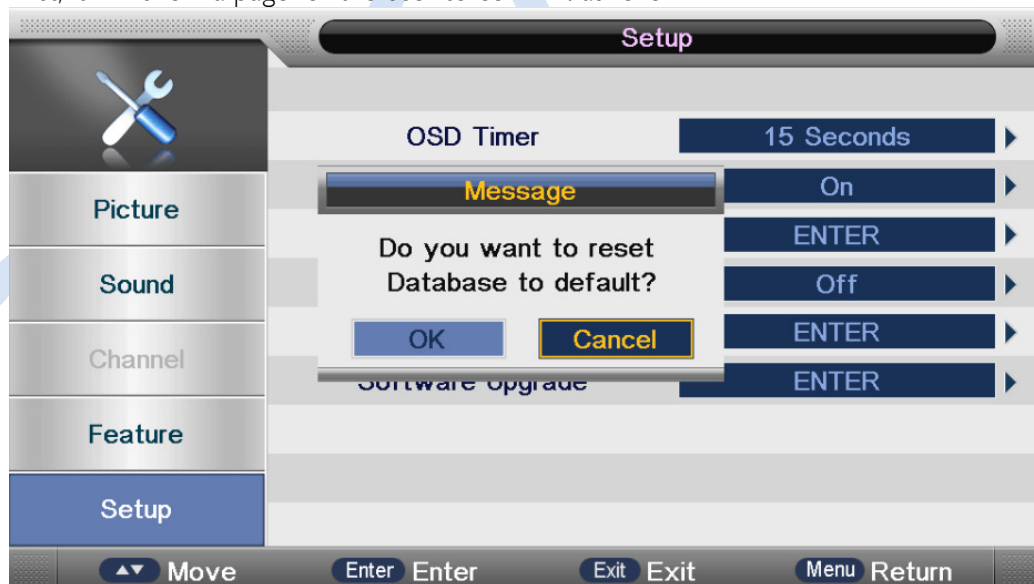 Setup
OSD Timer 15 Seconds
On
ENTER
Off
ENTER
Software Upgrade ENTER
Message
Do you want to reset
Database to default?
OK Cancel
Picture
Sound
Channel
Feature
Setup
Move Enter Enter Exit Exit Menu Return